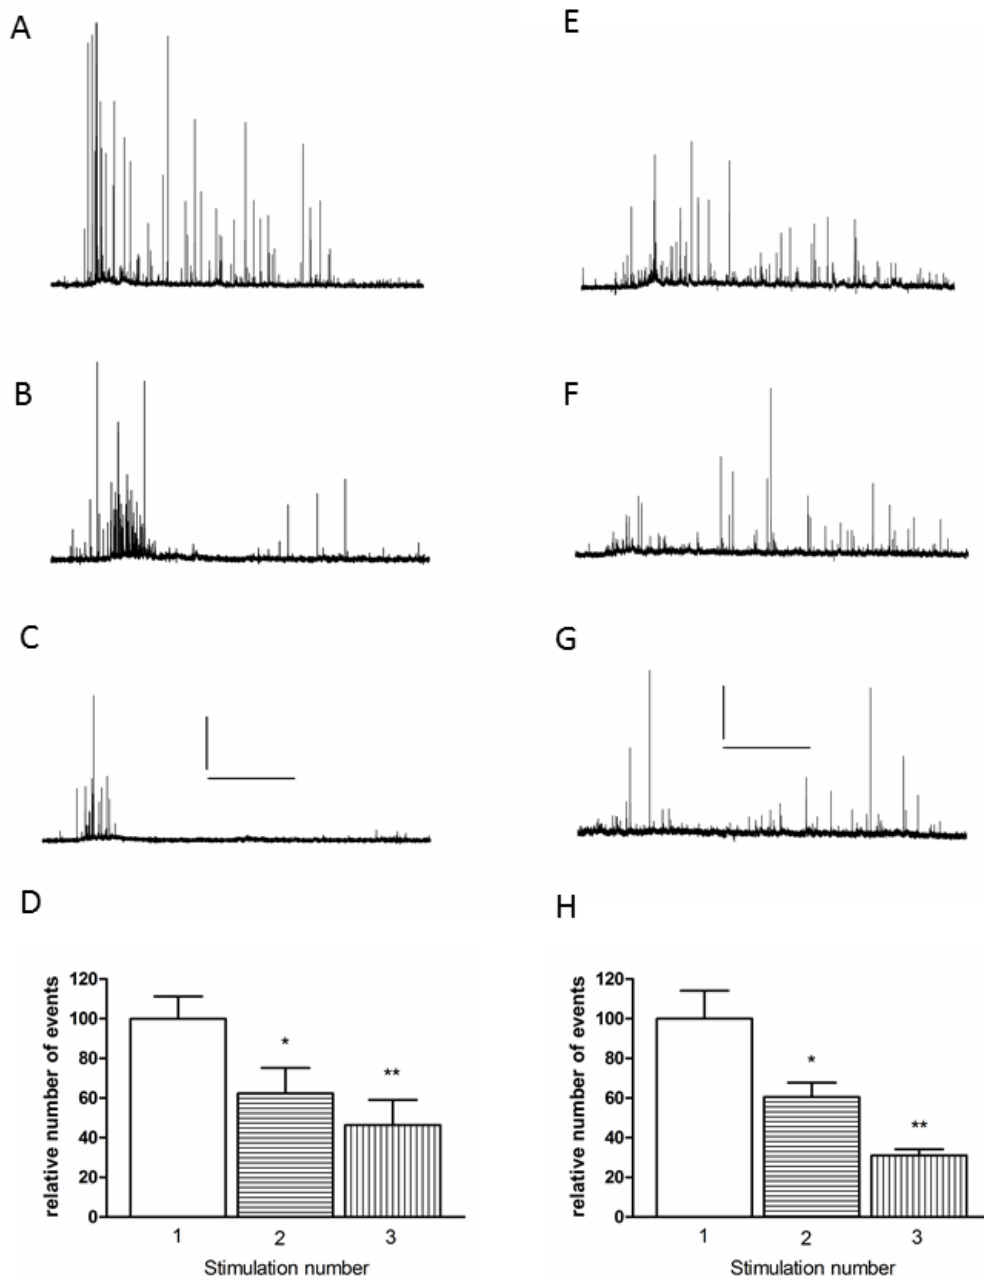 A
E
B
F
C
G
D
H
relative number of events
120
100
80
60
40
20
0
*
**
1
2
3
Stimulation number
relative number of events
120
100
80
60
40
20
0
*
**
1
2
3
Stimulation number